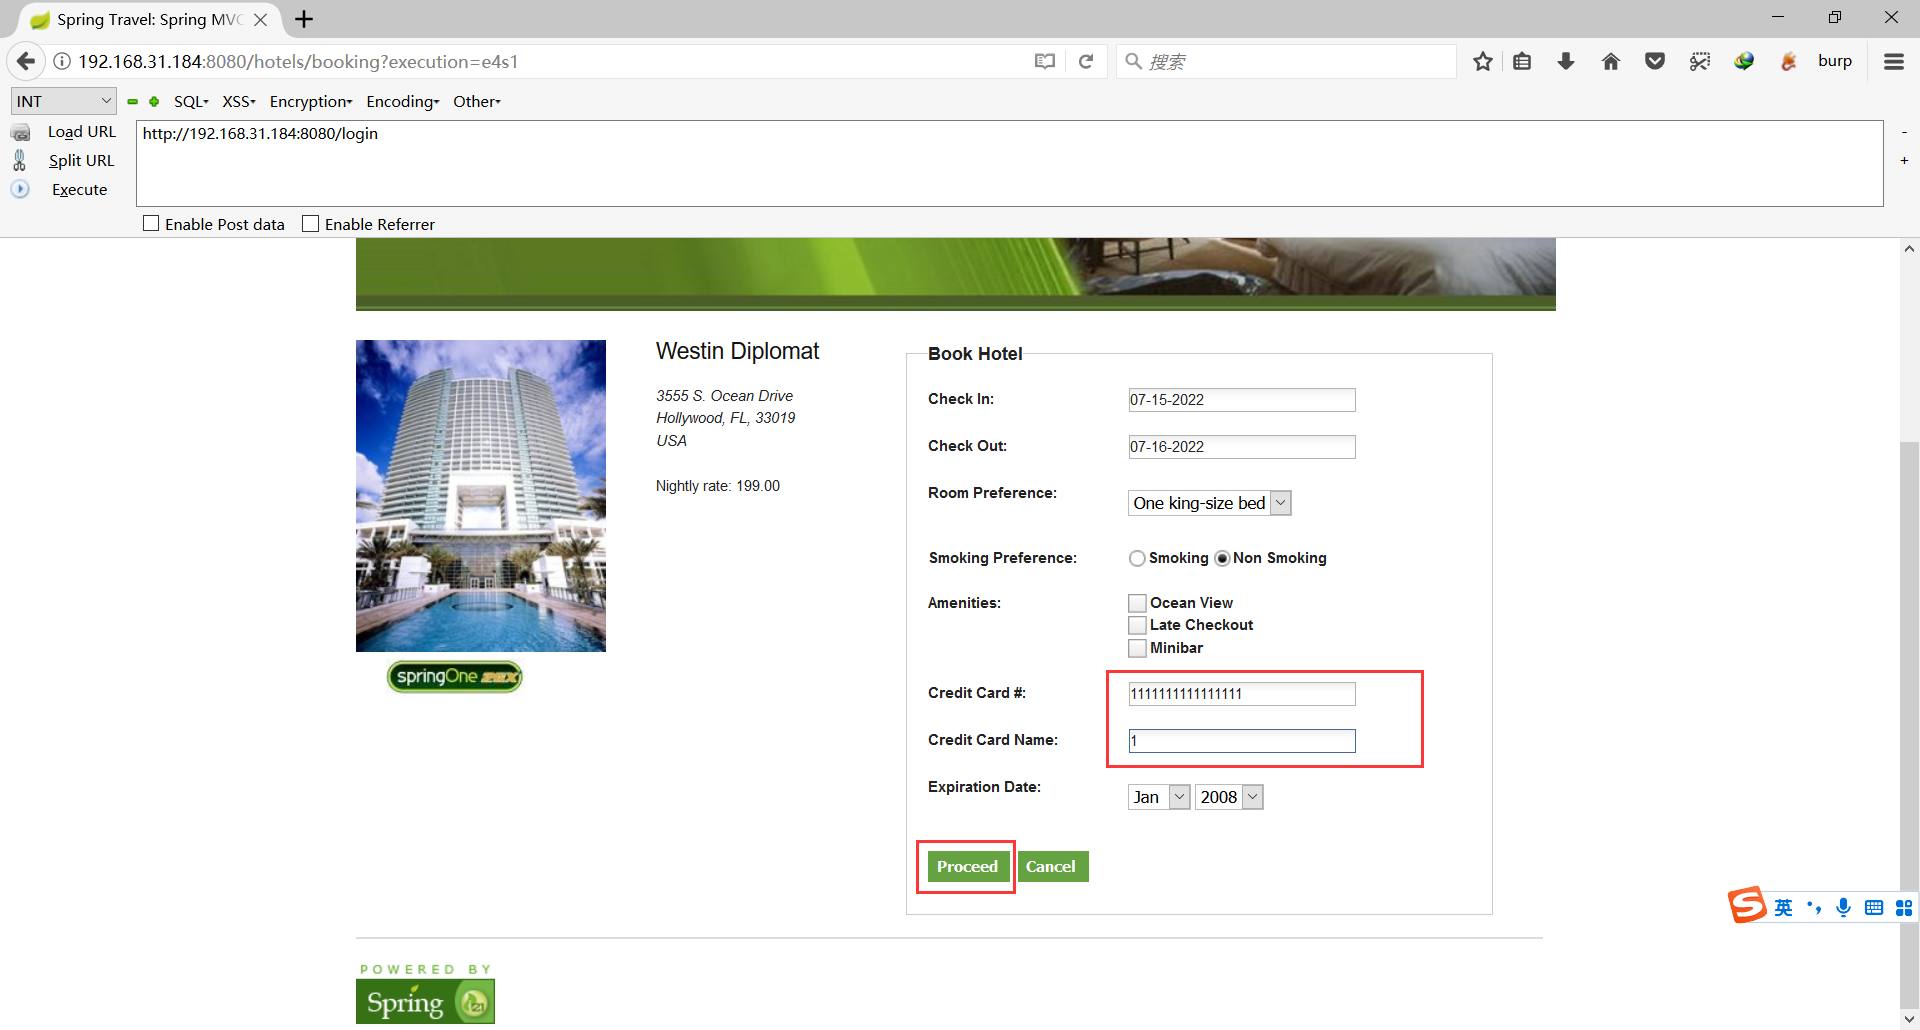 Spring Travel: Spring MVC
192.168.31.184:8080/hotels/booking?execution=e4s1
搜索
burp
INT
SQL
XSS
Encryption
Encoding
Other
Load URL
http://192.168.31.184:8080/login
-
Split URL
+
Execute
Enable Post data
Enable Referrer
Westin Diplomat
3555 S. Ocean Drive
Hollywood, FL, 33019
USA
Nightly rate: 199.00
springOne 2GX
Book Hotel
Check In:
07-15-2022
Check Out:
07-16-2022
Room Preference:
One king-size bed
Smoking Preference:
Smoking
Non Smoking
Amenities:
Ocean View
Late Checkout
Minibar
Credit Card #:
1111111111111111
Credit Card Name:
1
Expiration Date:
Jan
2008
Proceed
Cancel
S 英
POWERED BY
Spring